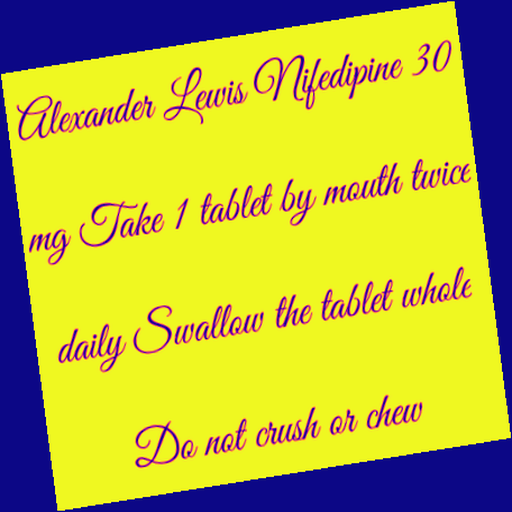 Alexander Lewis Nifedipine 30
mg Take 1 tablet by mouth twice
daily Swallow the tablet whole
Do not crush or chew